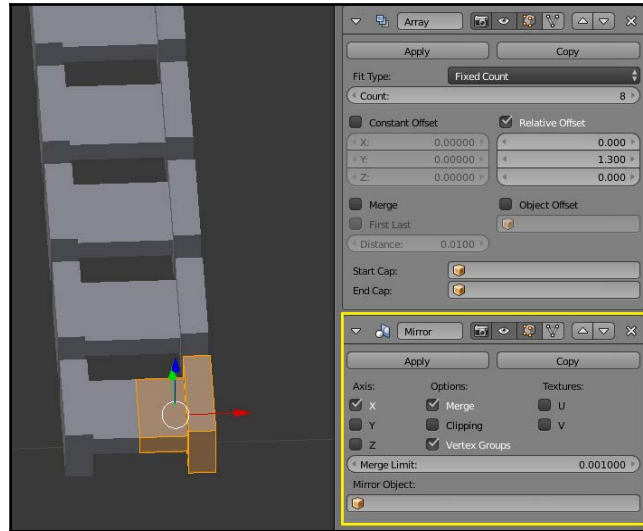 Array
Apply Copy
Fit Type: Fixed Count
Count: 8
Constant Offset Relative Offset
X: 0.00000 0.000
Y: 0.00000 1.300
Z: 0.00000 0.000
Merge Object Offset
First Last
Distance: 0.0100
Start Cap:
End Cap:
Mirror
Apply Copy
Axis: Options: Textures:
X Merge U
Y Clipping V
Z Vertex Groups
Merge Limit: 0.001000
Mirror Object: